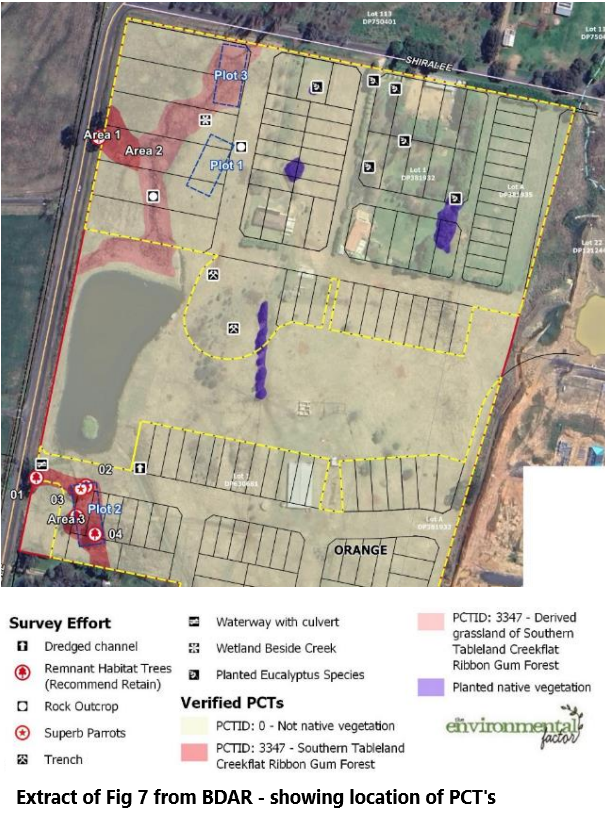 Lot 113
DP750401
SHIRALEE
Plot 3
Area 1
Area 2
Plot 1
Lot A
Lot 22
01
02
03
Plot 2
Area 3
04
ORANGE
Survey Effort
Dredged channel
Remnant Habitat Trees
(Recommend Retain)
Rock Outcrop
Superb Parrots
Trench
Waterway with culvert
Wetland Beside Creek
Planted Eucalyptus Species
Verified PCTs
PCTID: 0 - Not native vegetation
PCTID: 3347 - Southern Tableland
Creekflat Ribbon Gum Forest
PCTID: 3347 - Derived
grassland of Southern
Tableland Creekflat
Ribbon Gum Forest
Planted native vegetation
the
environmental
factor
Extract of Fig 7 from BDAR - showing location of PCT's